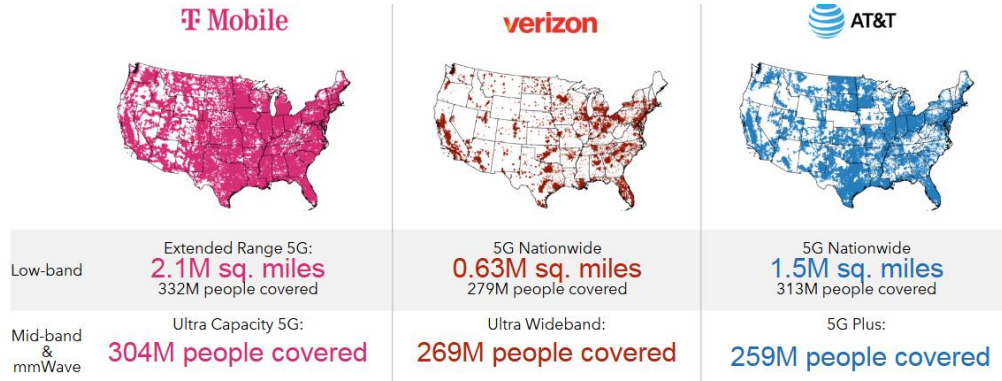 T Mobile
verizon
AT&T
Low-band
Extended Range 5G:
2.1M sq. miles
332M people covered
5G Nationwide
0.63M sq. miles
279M people covered
5G Nationwide
1.5M sq. miles
313M people covered
Mid-band
&
mmWave
Ultra Capacity 5G:
304M people covered
Ultra Wideband:
269M people covered
5G Plus:
259M people covered